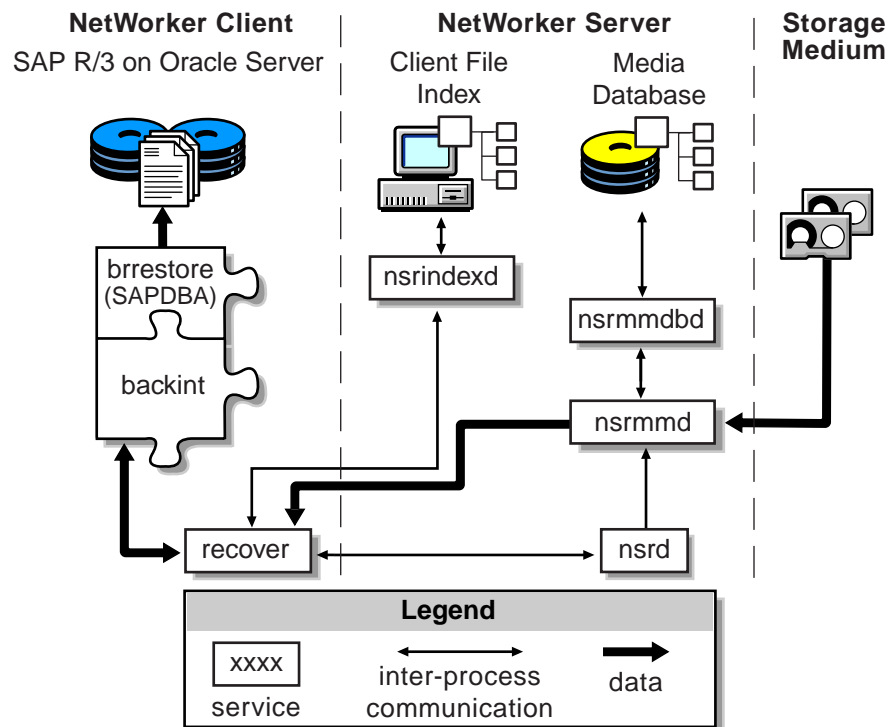 NetWorker Client
NetWorker Server
Storage
Medium
SAP R/3 on Oracle Server
Client File
Index
Media
Database
brrestore
(SAPDBA)
nsrindexd
nsrmmdbd
backint
nsrmmd
recover
nsrd
Legend
xxxx
service
inter-process
communication
data